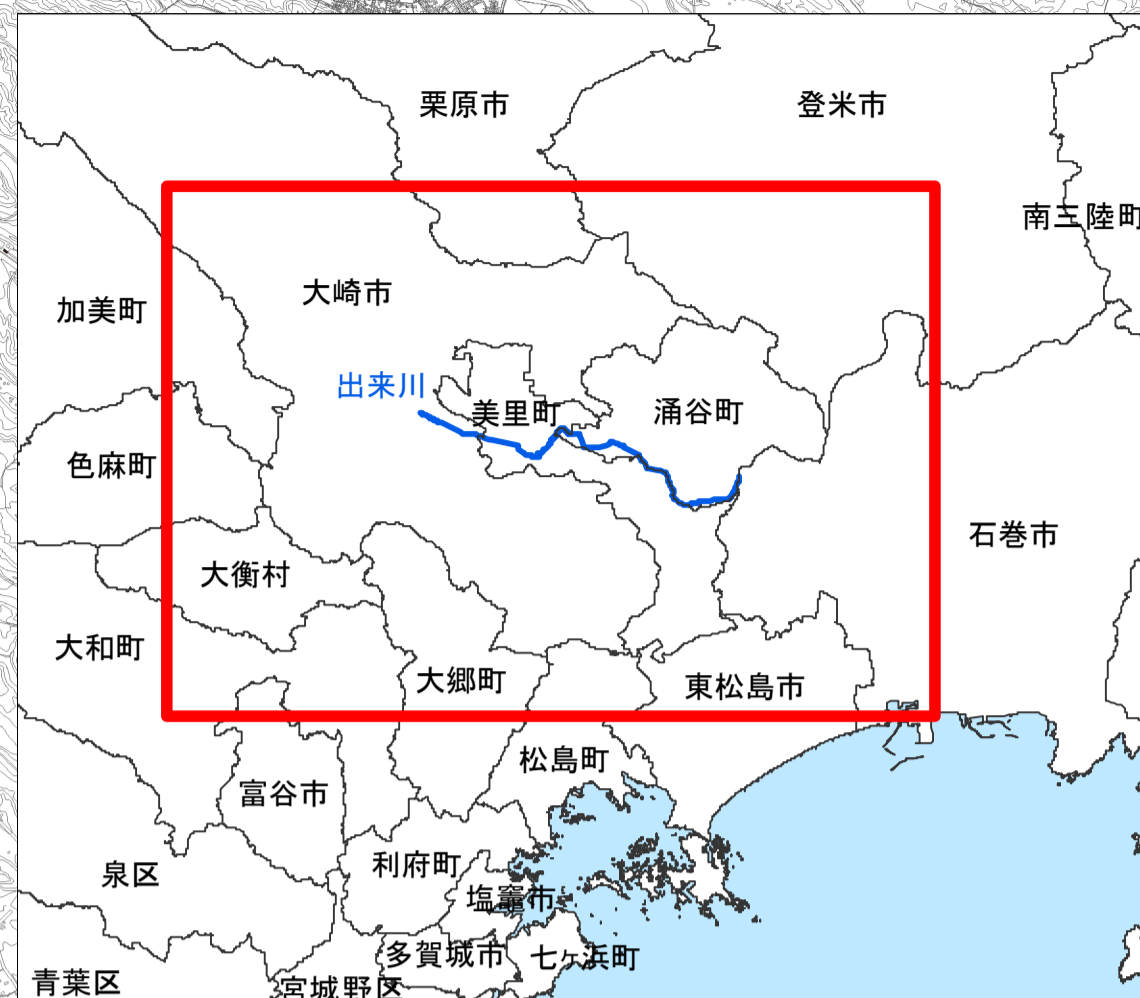 栗原市
登米市
南三陸町
大崎市
加美町
出来川
美里町
涌谷町
色麻町
石巻市
大衡村
大和町
大郷町
東松島市
松島町
富谷市
利府町
泉区
塩竈市
多賀城市
七ヶ浜町
青葉区
宮城野区